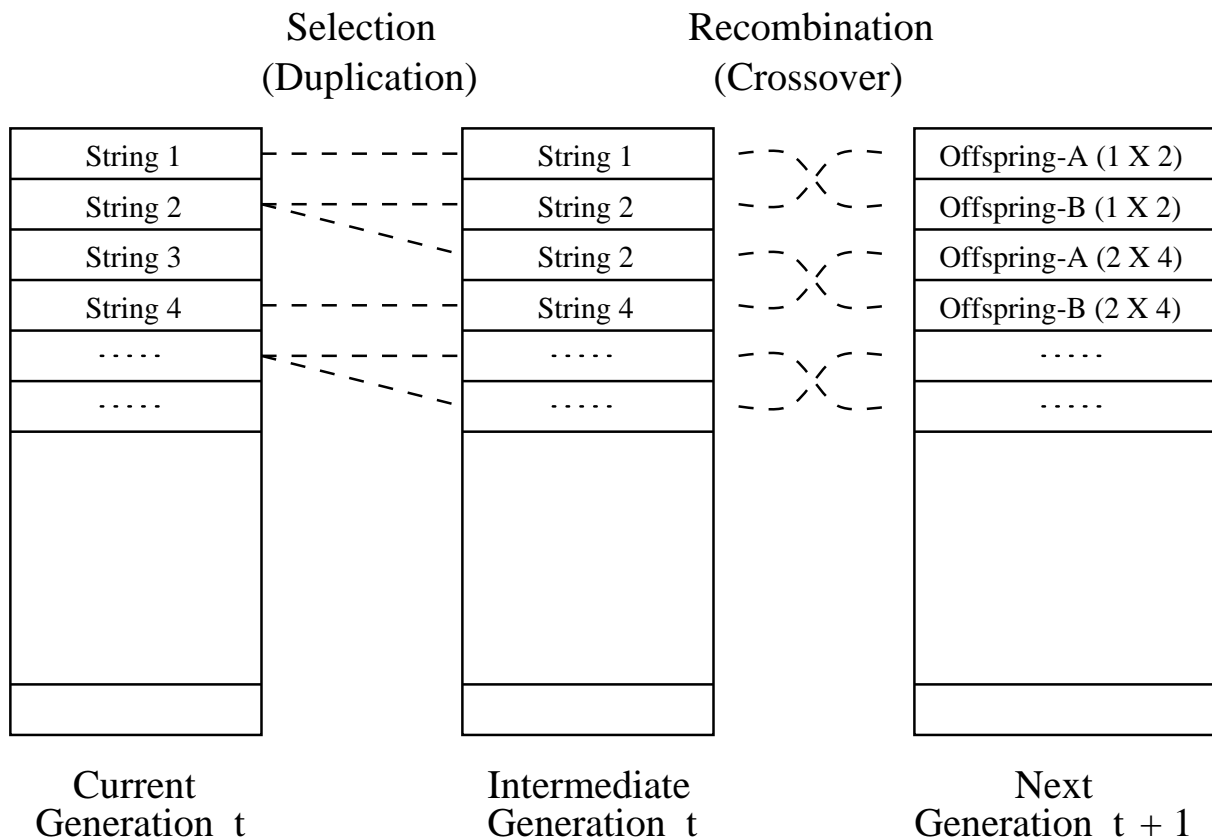 Selection
(Duplication)
Recombination
(Crossover)
String 1
String 2
String 3
String 4
.....
.....
String 1
String 2
String 2
String 4
.....
.....
Offspring-A (1 X 2)
Offspring-B (1 X 2)
Offspring-A (2 X 4)
Offspring-B (2 X 4)
.....
.....
Current
Generation t
Intermediate
Generation t
Next
Generation t + 1